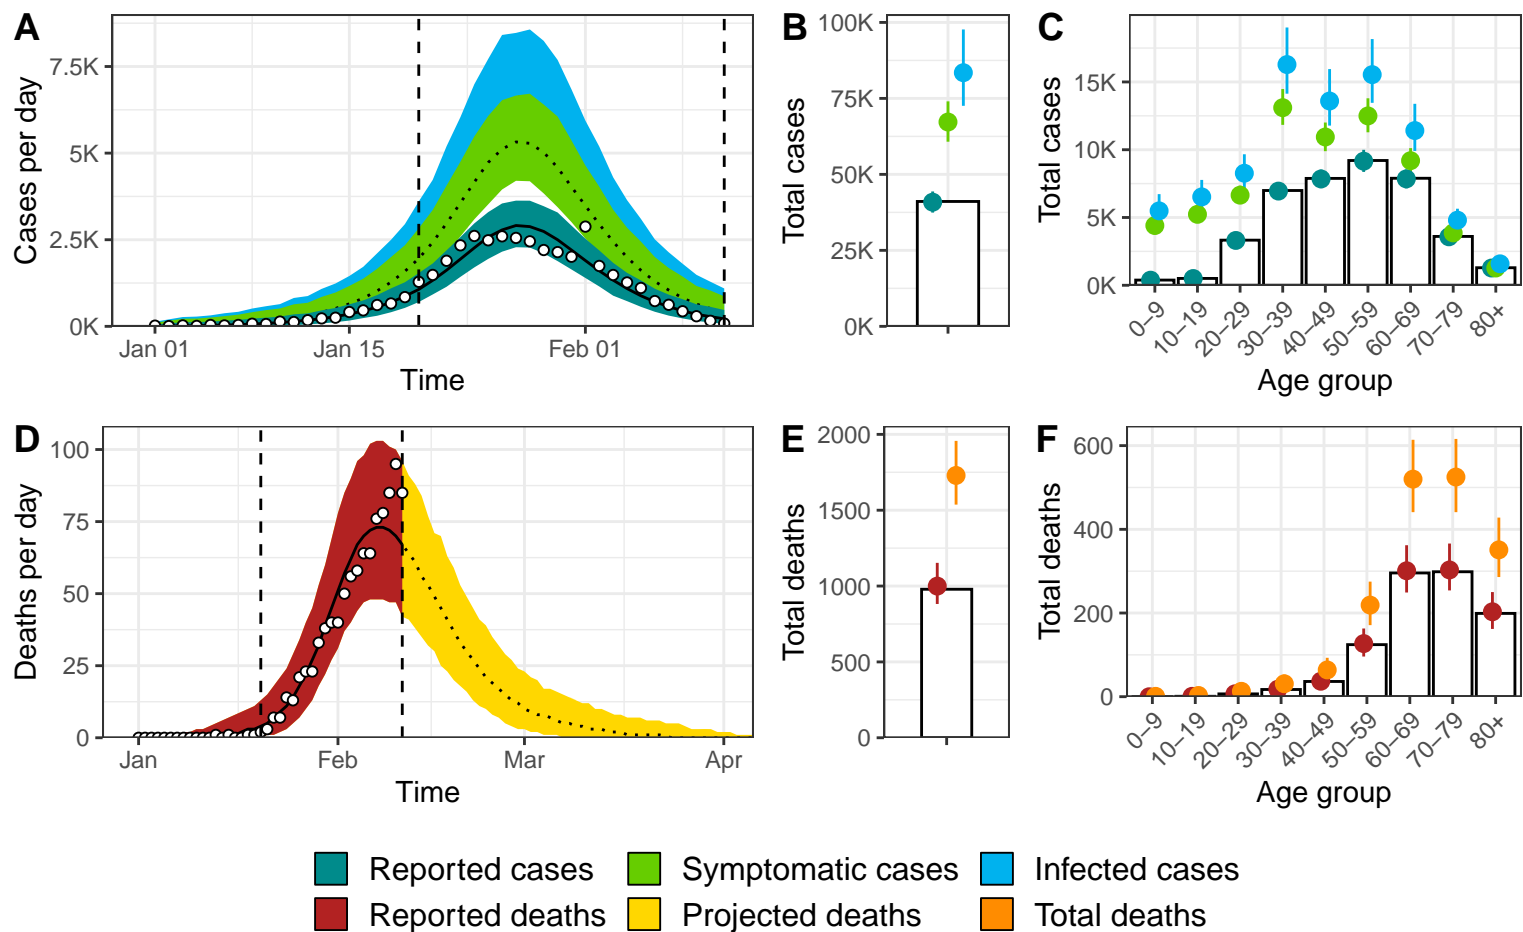 A
Cases per day
7.5K
5K
2.5K
0K
Jan 01
Jan 15
Feb 01
Time
B
Total cases
100K
75K
50K
25K
0K
C
Total cases
15K
10K
5K
0K
0–9
10–19
20–29
30–39
40–49
50–59
60–69
70–79
80+
Age group
D
Deaths per day
100
75
50
25
0
Jan
Feb
Mar
Apr
Time
E
Total deaths
2000
1500
1000
500
0
F
Total deaths
600
400
200
0
0–9
10–19
20–29
30–39
40–49
50–59
60–69
70–79
80+
Age group
Reported cases
Symptomatic cases
Infected cases
Reported deaths
Projected deaths
Total deaths